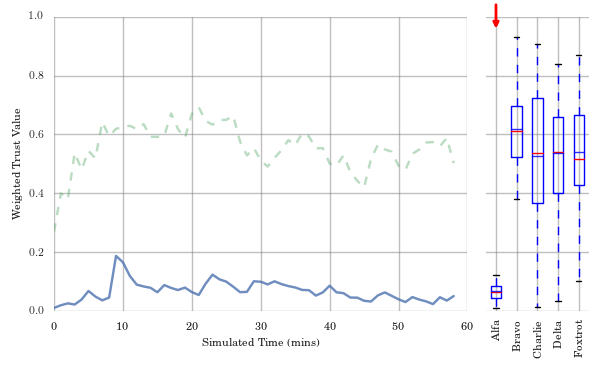 1.0
0.8
0.6
0.4
0.2
0.0
Weighted Trust Value
0 10 20 30 40 50 60
Simulated Time (mins)
Alfa
Bravo
Charlie
Delta
Foxtrot